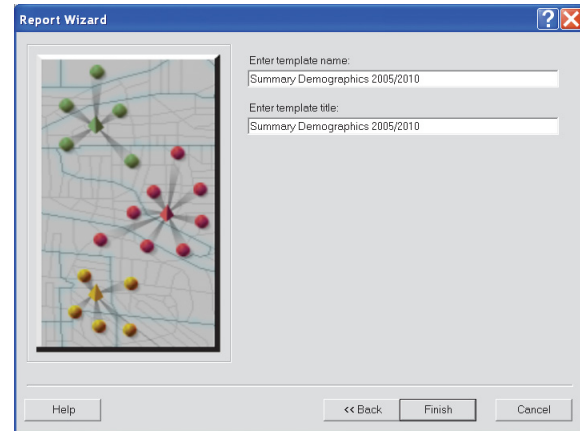 Report Wizard
Enter template name:
Summary Demographics 2005/2010
Enter template title:
Summary Demographics 2005/2010
Help
<< Back
Finish
Cancel